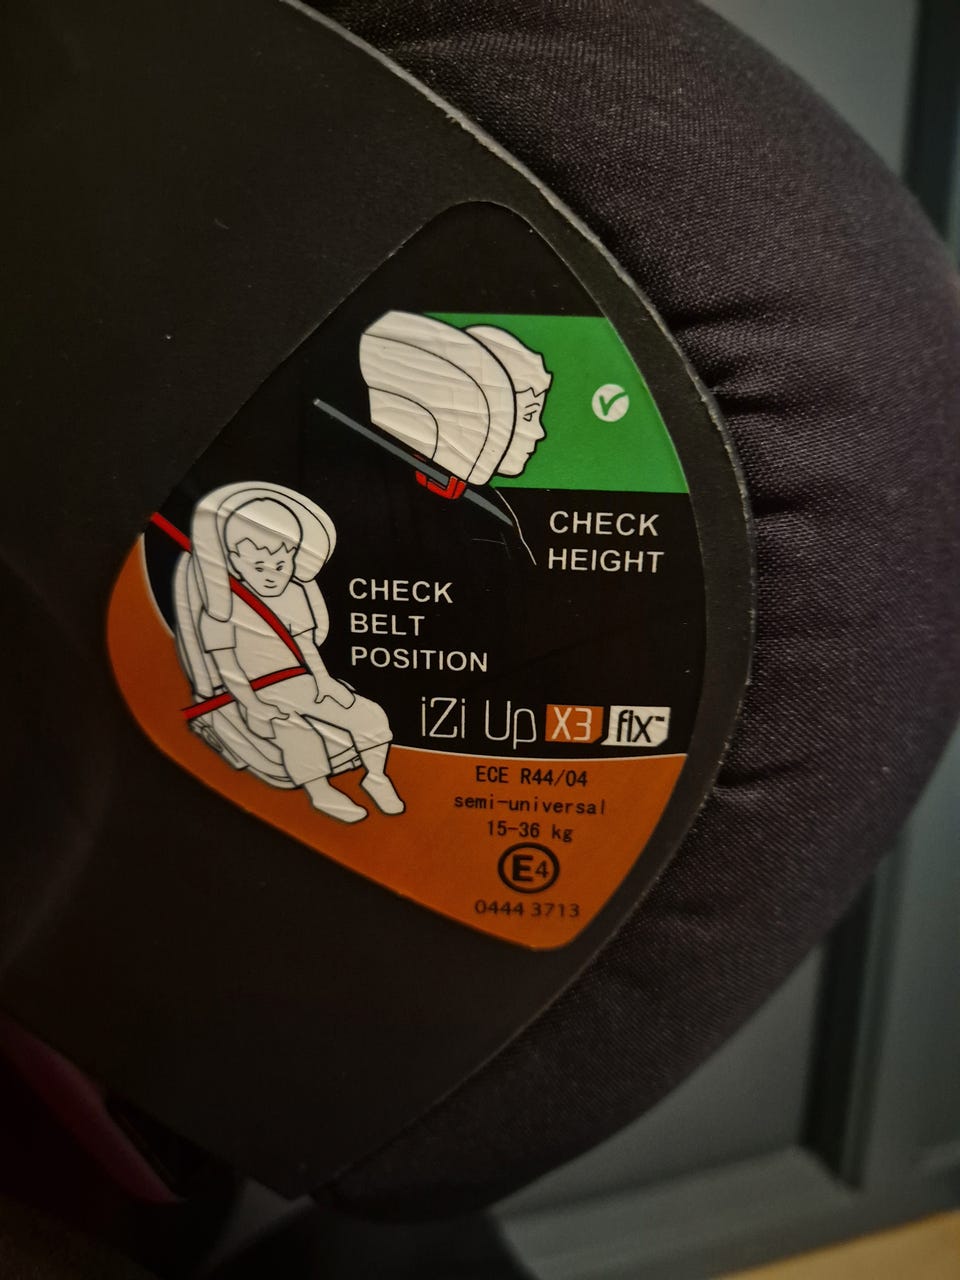 CHECK
HEIGHT
CHECK
BELT
POSITION
iZi Up X3 fix™
ECE R44/04
semi-universal
15-36 kg
E4
0444 3713